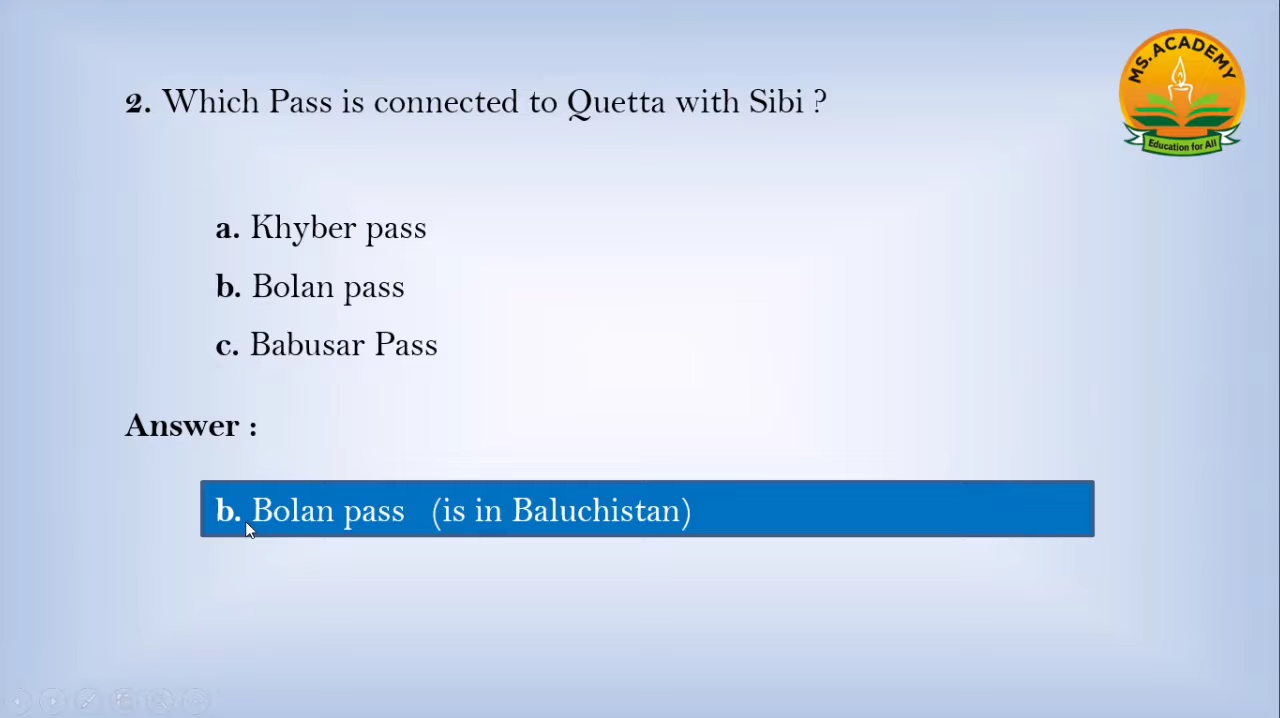 MS.ACADEMY
Education for All
2. Which Pass is connected to Quetta with Sibi ?
a. Khyber pass
b. Bolan pass
c. Babusar Pass
Answer :
b. Bolan pass (is in Baluchistan)